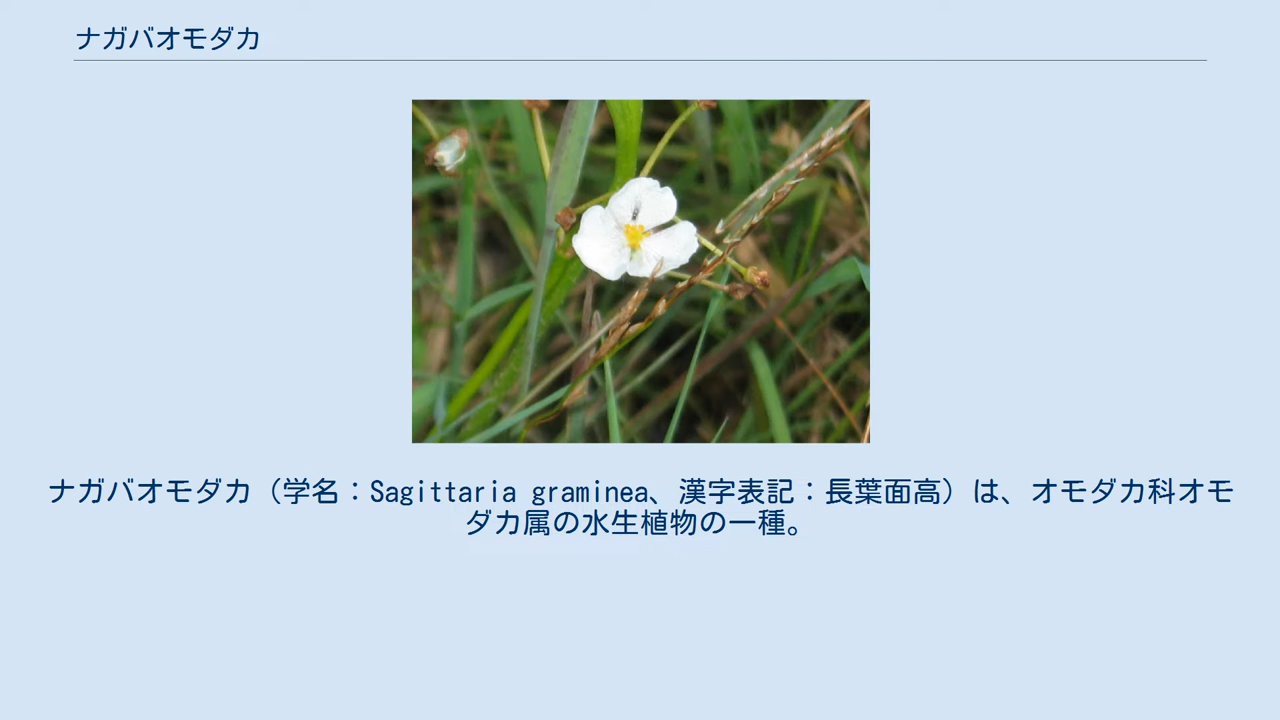 ナガバオモダカ
ナガバオモダカ（学名：Sagittaria graminea、漢字表記：長葉面高）は、オモダカ科オモ
ダカ属の水生植物の一種。